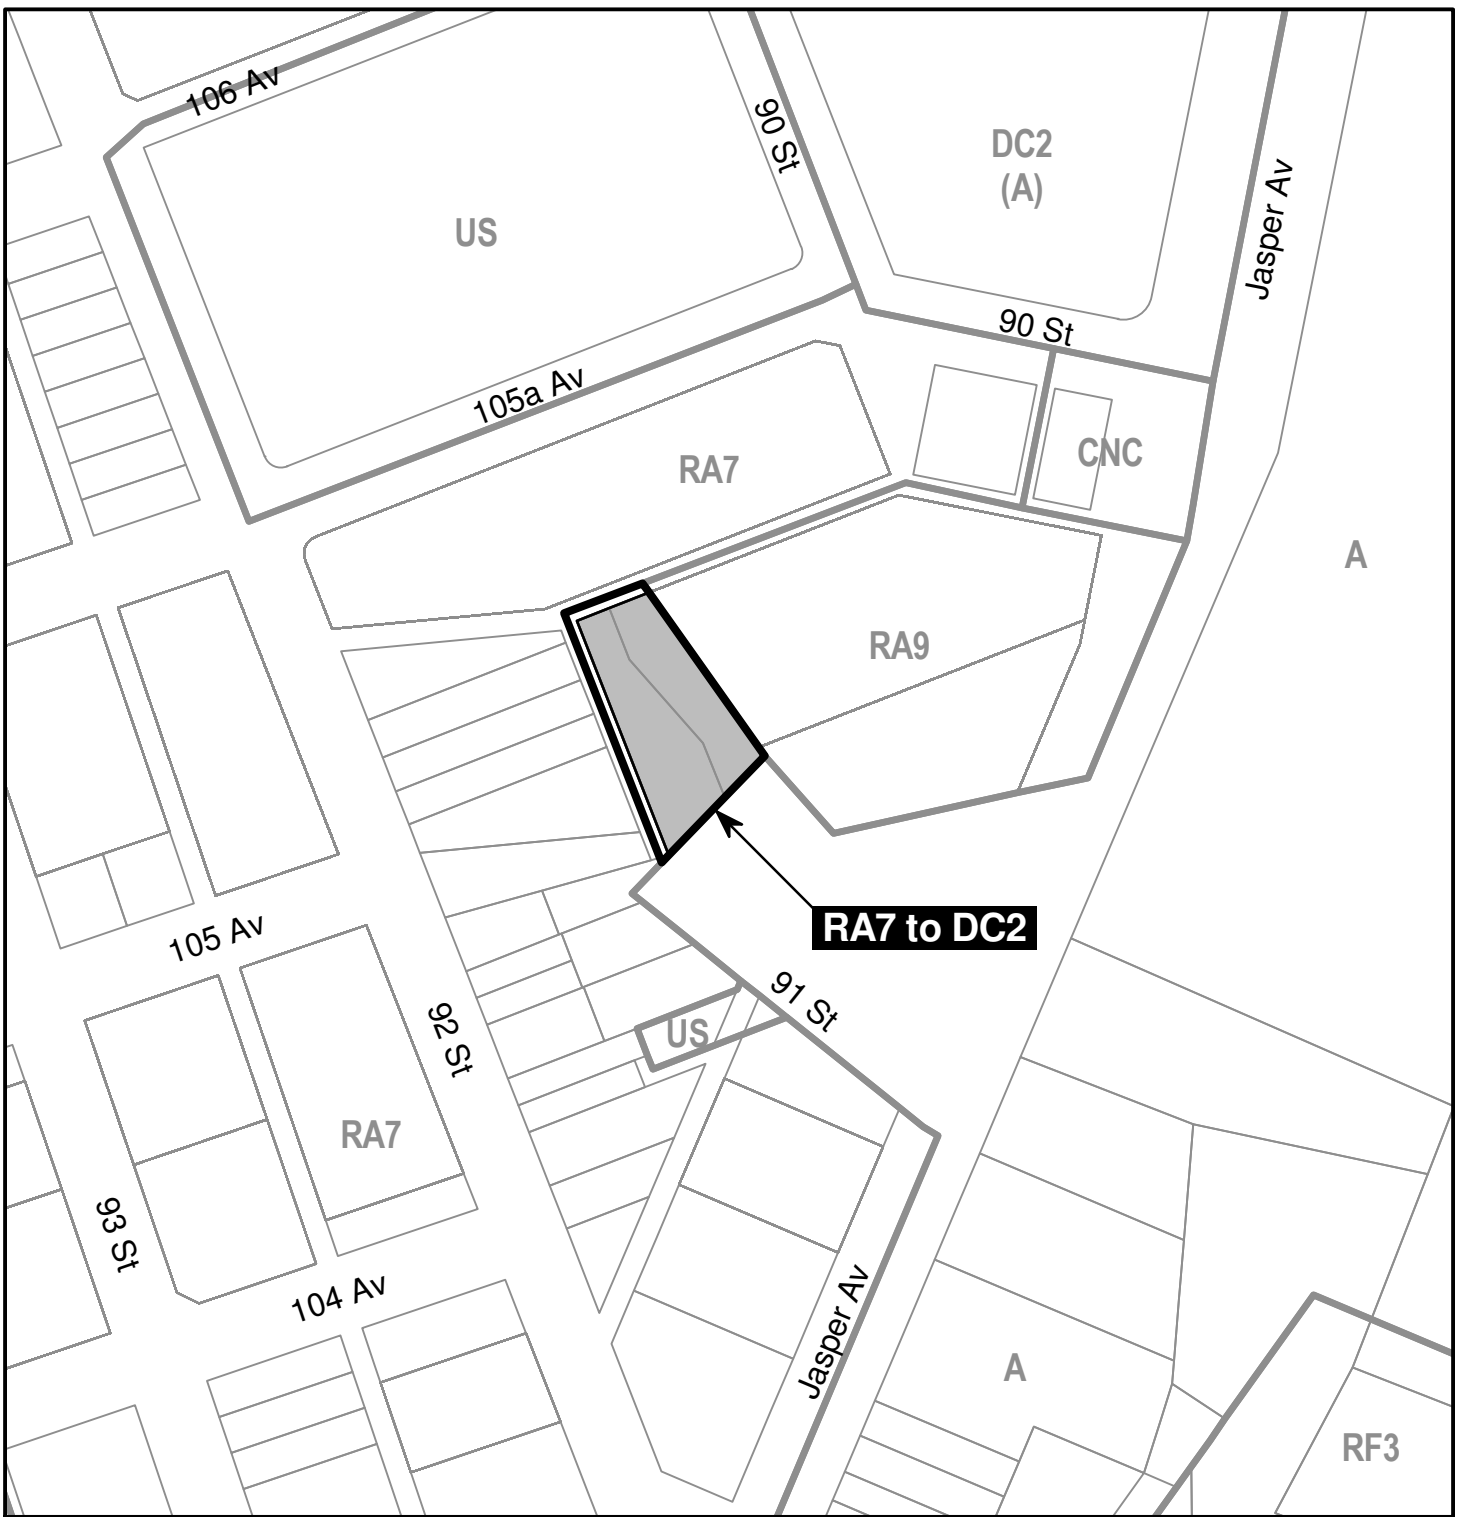 106 Av
90 St
DC2
(A)
Jasper Av
US
90 St
105a Av
CNC
RA7
A
RA9
RA7 to DC2
105 Av
91 St
92 St
US
RA7
93 St
104 Av
Jasper Av
A
RF3